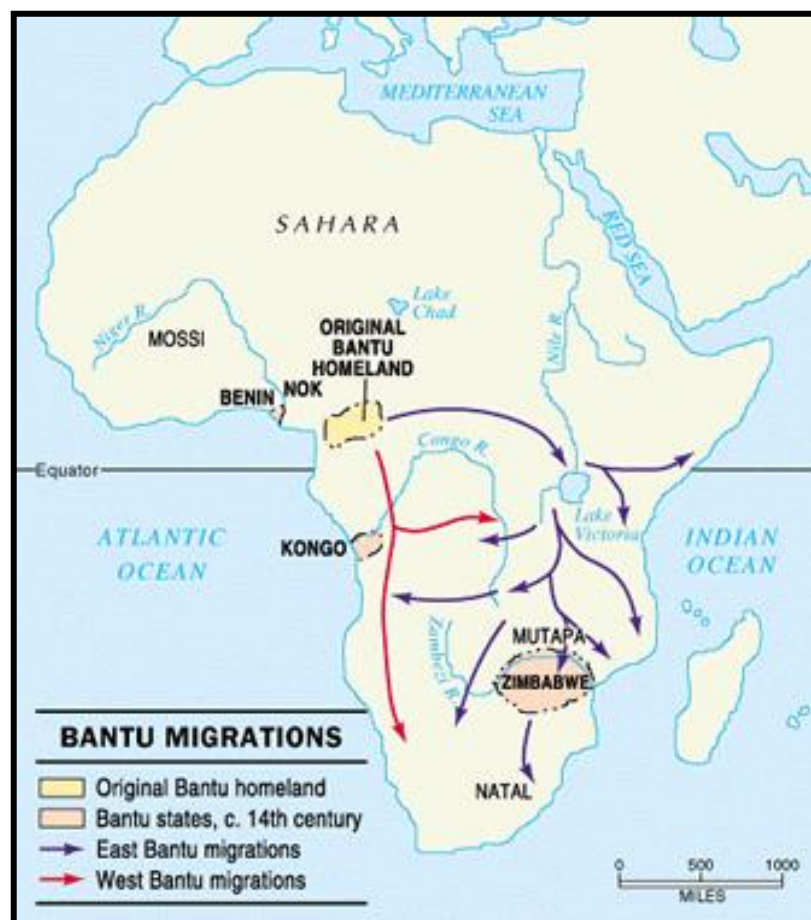 MEDITERRANEAN
SEA
SAHARA
RED SEA
Lake
Chad
Niger R.
Nile R.
MOSSI
ORIGINAL
BANTU
HOMELAND
NOK
BENIN
Congo R.
Equator
Lake
Victoria
ATLANTIC
OCEAN
KONGO
INDIAN
OCEAN
MUTAPA
Zambezi R.
ZIMBABWE
NATAL
BANTU MIGRATIONS
Original Bantu homeland
Bantu states, c. 14th century
East Bantu migrations
West Bantu migrations
0 500 1000
MILES